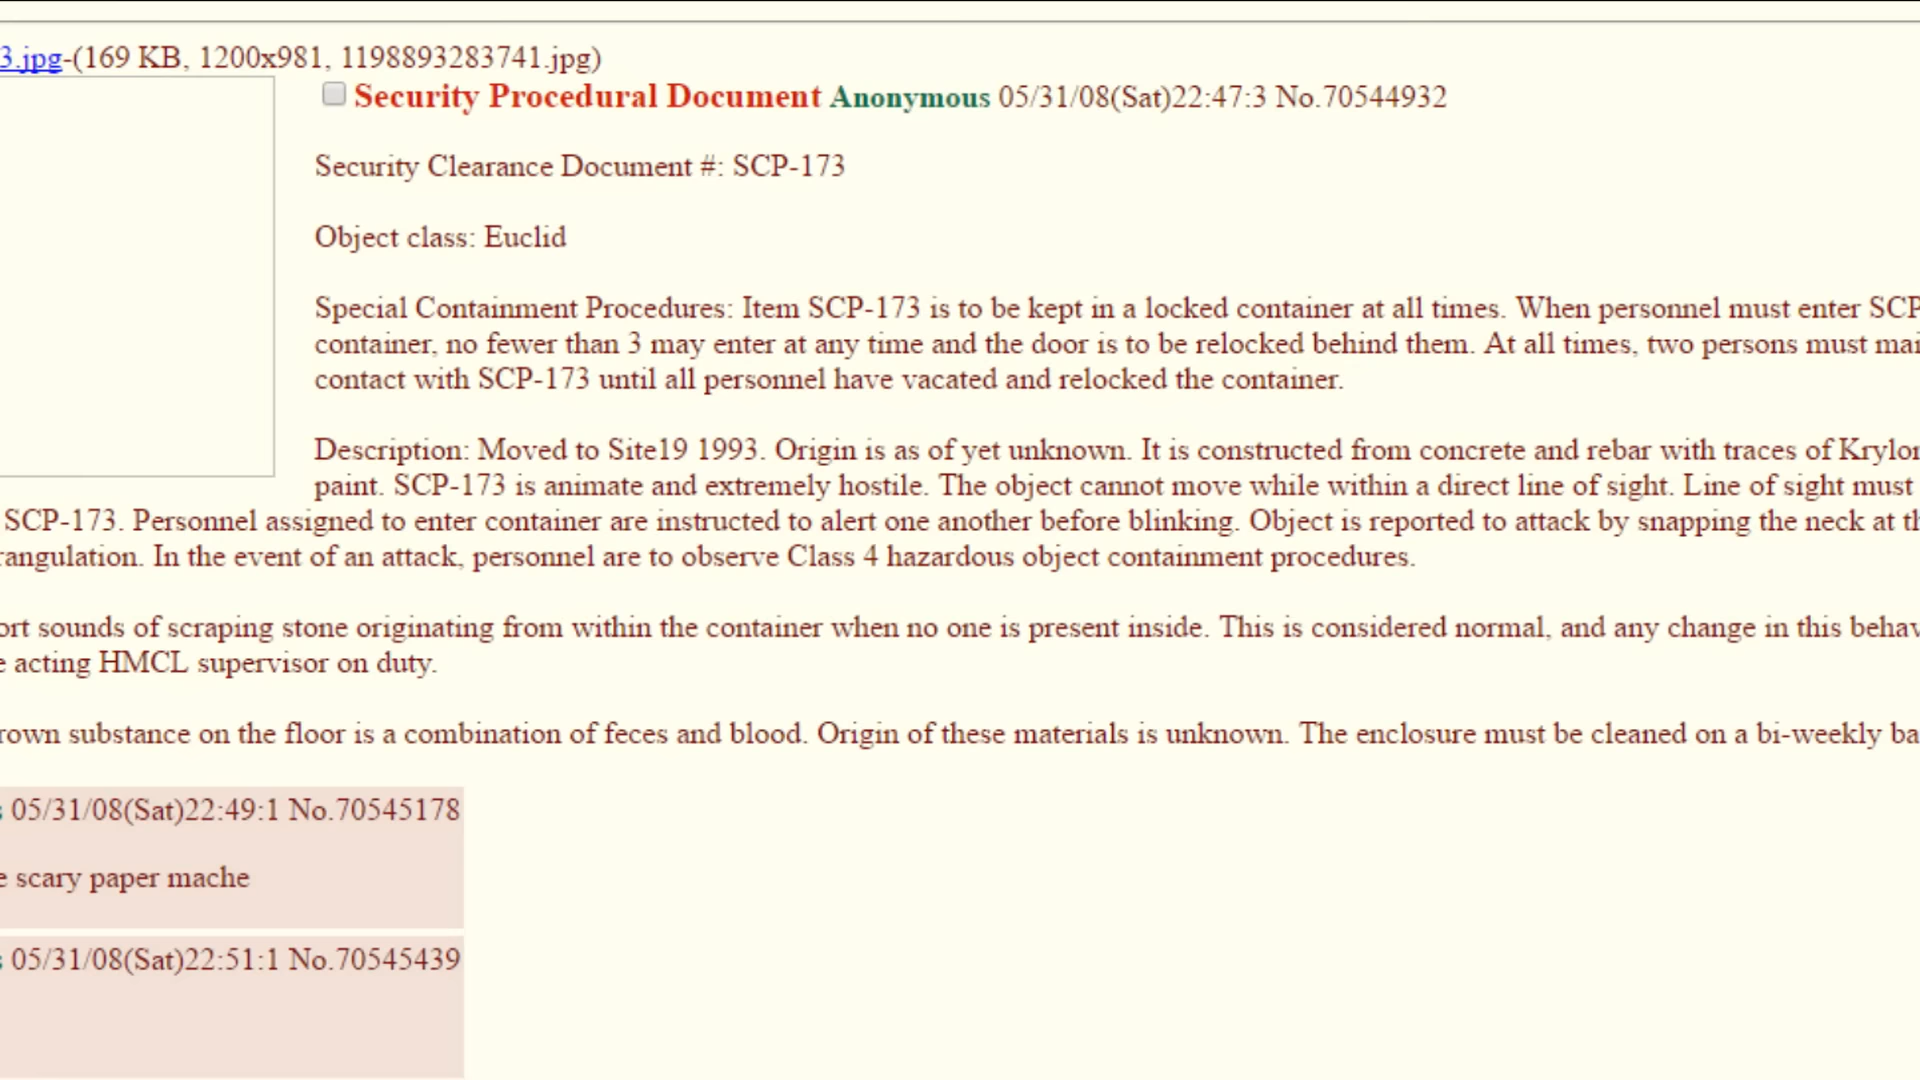 3.jpg-(169 KB, 1200x981, 1198893283741.jpg)
Security Procedural Document Anonymous 05/31/08(Sat)22:47:3 No.70544932
Security Clearance Document #: SCP-173
Object class: Euclid
Special Containment Procedures: Item SCP-173 is to be kept in a locked container at all times. When personnel must enter SCP
container, no fewer than 3 may enter at any time and the door is to be relocked behind them. At all times, two persons must mai
contact with SCP-173 until all personnel have vacated and relocked the container.
Description: Moved to Site19 1993. Origin is as of yet unknown. It is constructed from concrete and rebar with traces of Krylon
paint. SCP-173 is animate and extremely hostile. The object cannot move while within a direct line of sight. Line of sight must
SCP-173. Personnel assigned to enter container are instructed to alert one another before blinking. Object is reported to attack by snapping the neck at th
rangulation. In the event of an attack, personnel are to observe Class 4 hazardous object containment procedures.
ort sounds of scraping stone originating from within the container when no one is present inside. This is considered normal, and any change in this behav
e acting HMCL supervisor on duty.
rown substance on the floor is a combination of feces and blood. Origin of these materials is unknown. The enclosure must be cleaned on a bi-weekly ba
s 05/31/08(Sat)22:49:1 No.70545178
e scary paper mache
s 05/31/08(Sat)22:51:1 No.70545439